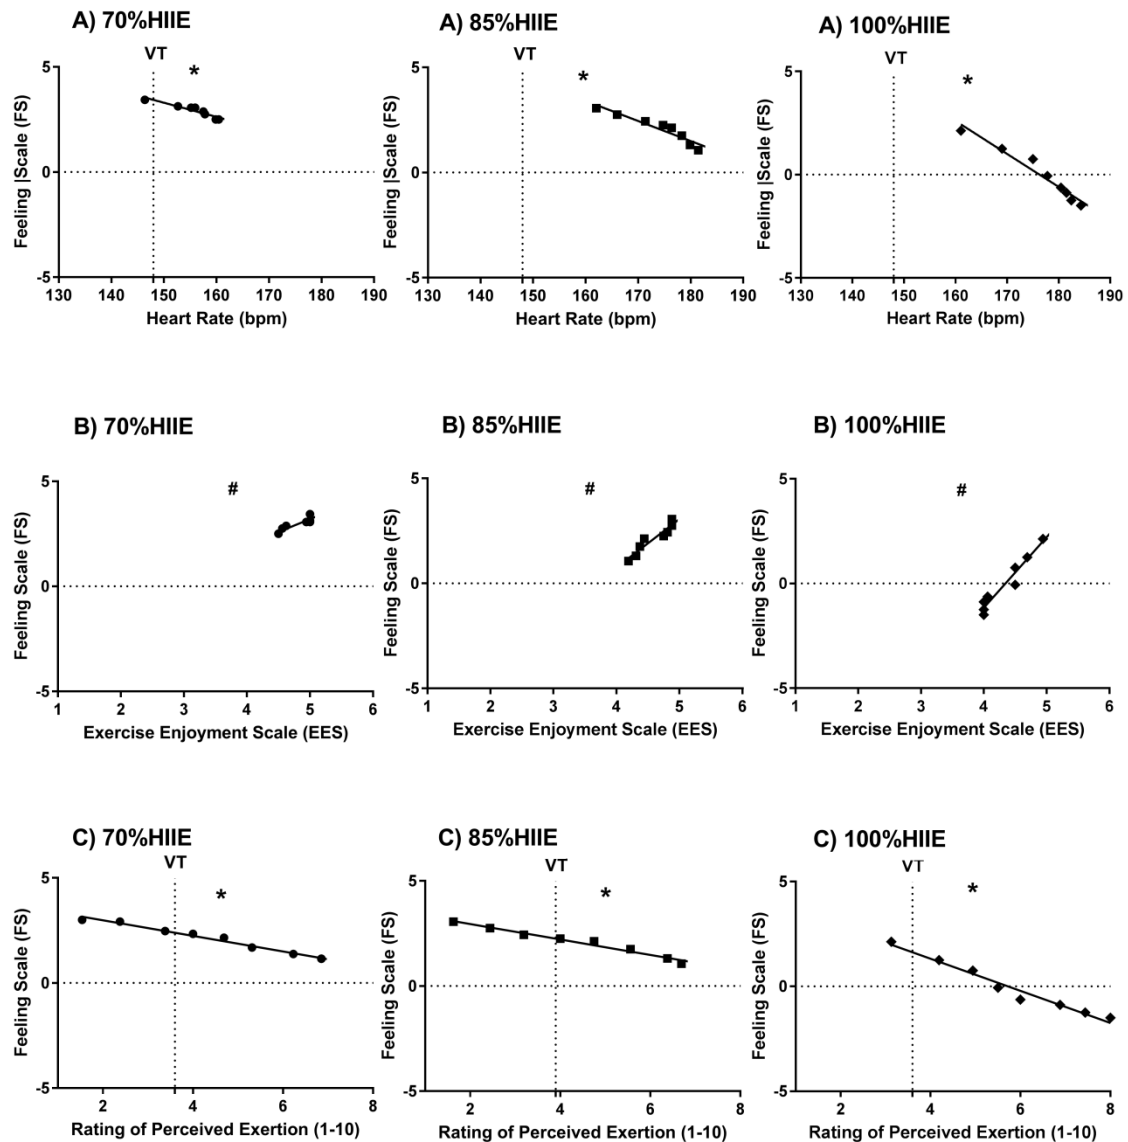 A) 70%HIIE
A) 85%HIIE
A) 100%HIIE
VT
*
VT
*
VT
*
Feeling |Scale (FS)
5
0
-5
130 140 150 160 170 180 190
Heart Rate (bpm)
Feeling |Scale (FS)
5
0
-5
130 140 150 160 170 180 190
Heart Rate (bpm)
Feeling |Scale (FS)
5
0
-5
130 145 160 175 190
Heart Rate (bpm)
B) 70%HIIE
B) 85%HIIE
B) 100%HIIE
#
#
#
Feeling Scale (FS)
5
0
-5
1 2 3 4 5 6
Exercise Enjoyment Scale (EES)
Feeling Scale (FS)
5
0
-5
1 2 3 4 5 6
Exercise Enjoyment Scale (EES)
Feeling Scale (FS)
5
0
-5
1 2 3 4 5 6
Exercise Enjoyment Scale (EES)
C) 70%HIIE
C) 85%HIIE
C) 100%HIIE
VT
*
VT
*
VT
*
Feeling Scale (FS)
5
0
-5
2 4 6 8
Rating of Perceived Exertion (1-10)
Feeling Scale (FS)
5
0
-5
2 4 6 8
Rating of Perceived Exertion (1-10)
Feeling Scale (FS)
5
0
-5
2 4 6 8
Rating of Perceived Exertion (1-10)